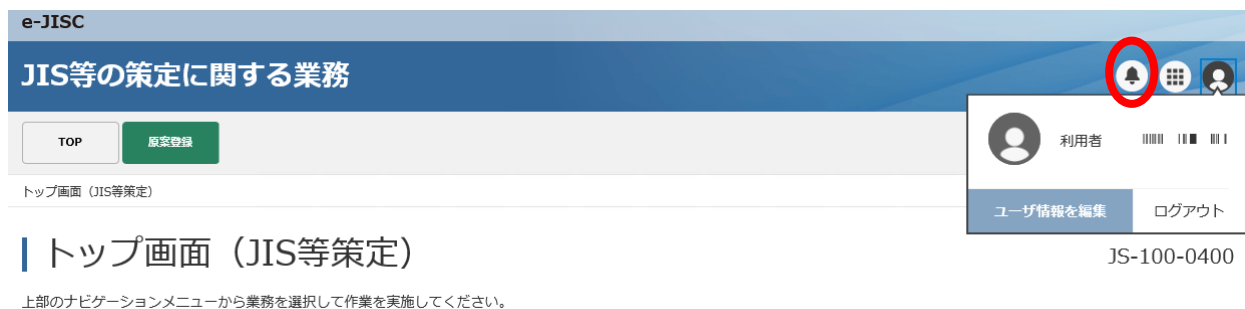 e-JISC
JIS等の策定に関する業務
TOP
原案登録
利用者
トップ画面（JIS等策定）
ユーザ情報を編集
ログアウト
トップ画面（JIS等策定）
JS-100-0400
上部のナビゲーションメニューから業務を選択して作業を実施してください。